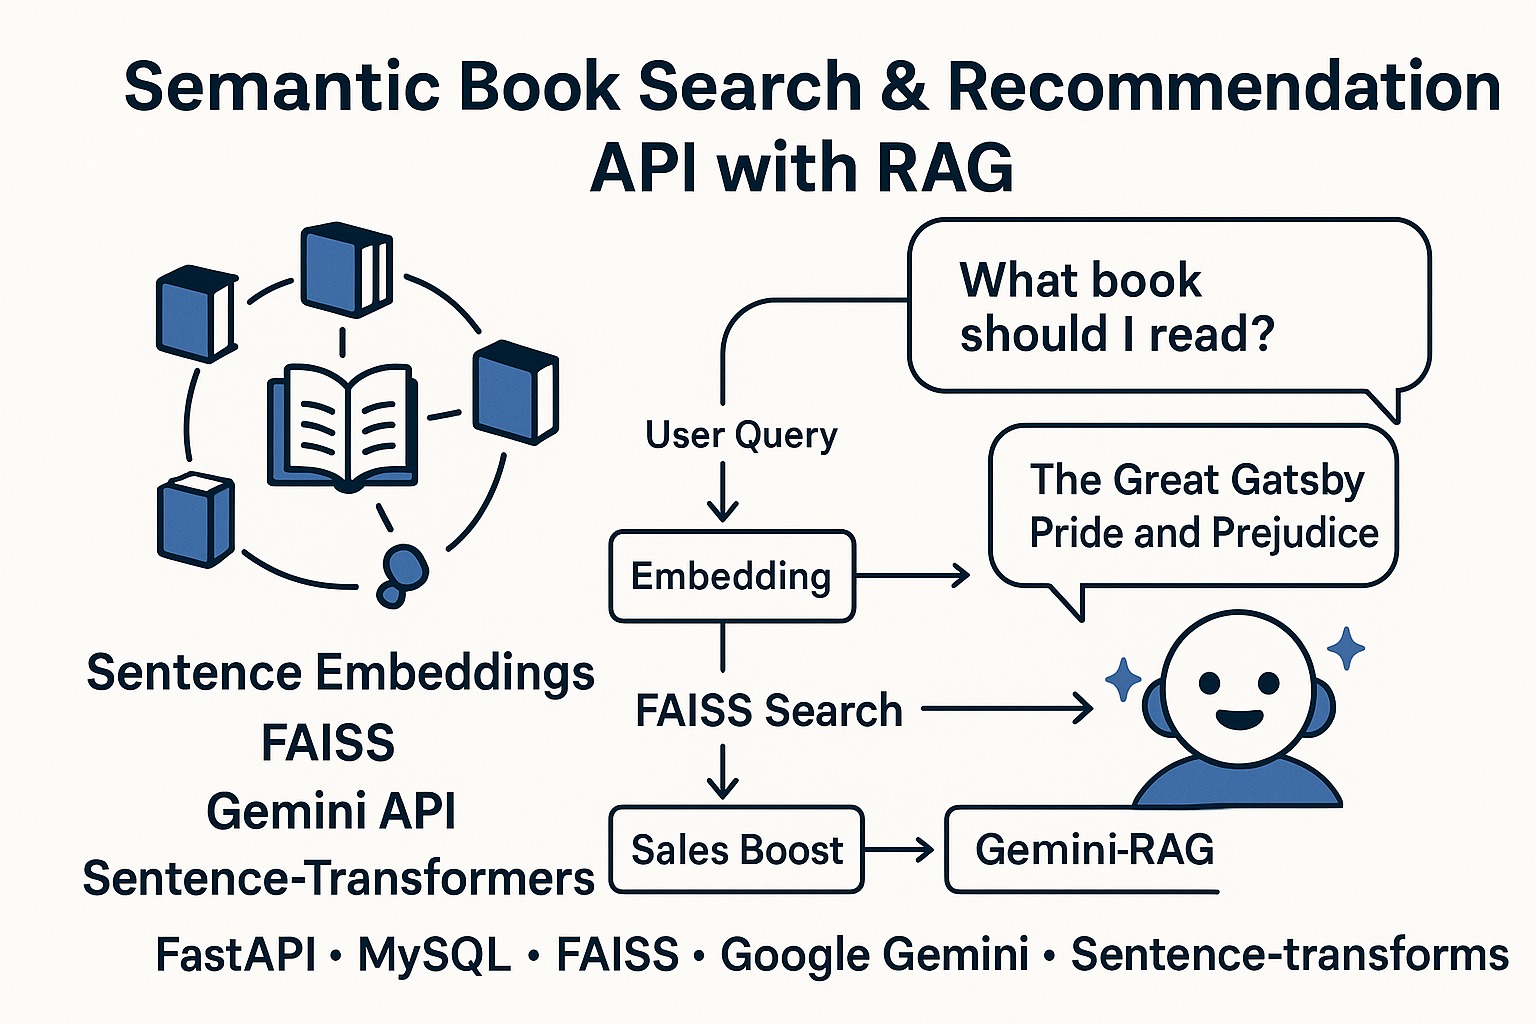 Semantic Book Search & Recommendation
API with RAG
What book
should I read?
User Query
The Great Gatsby
Pride and Prejudice
Embedding
Sentence Embeddings
FAISS
Gemini API
Sentence-Transformers
FAISS Search
Sales Boost
Gemini-RAG
FastAPI • MySQL • FAISS • Google Gemini • Sentence-transforms